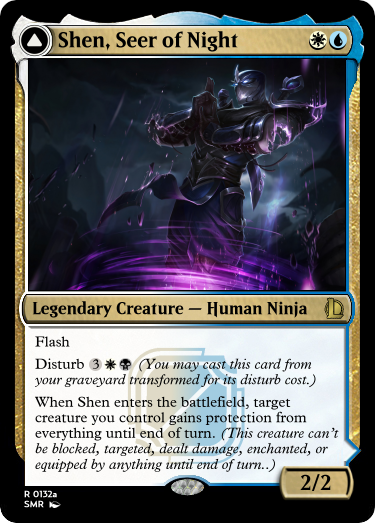 Shen, Seer of Night
Legendary Creature — Human Ninja
Flash
Disturb 3 (You may cast this card from
your graveyard transformed for its disturb cost.)
When Shen enters the battlefield, target
creature you control gains protection from
everything until end of turn. (This creature can't
be blocked, targeted, dealt damage, enchanted, or
equipped by anything until end of turn..)
2/2
R 0132a
SMR